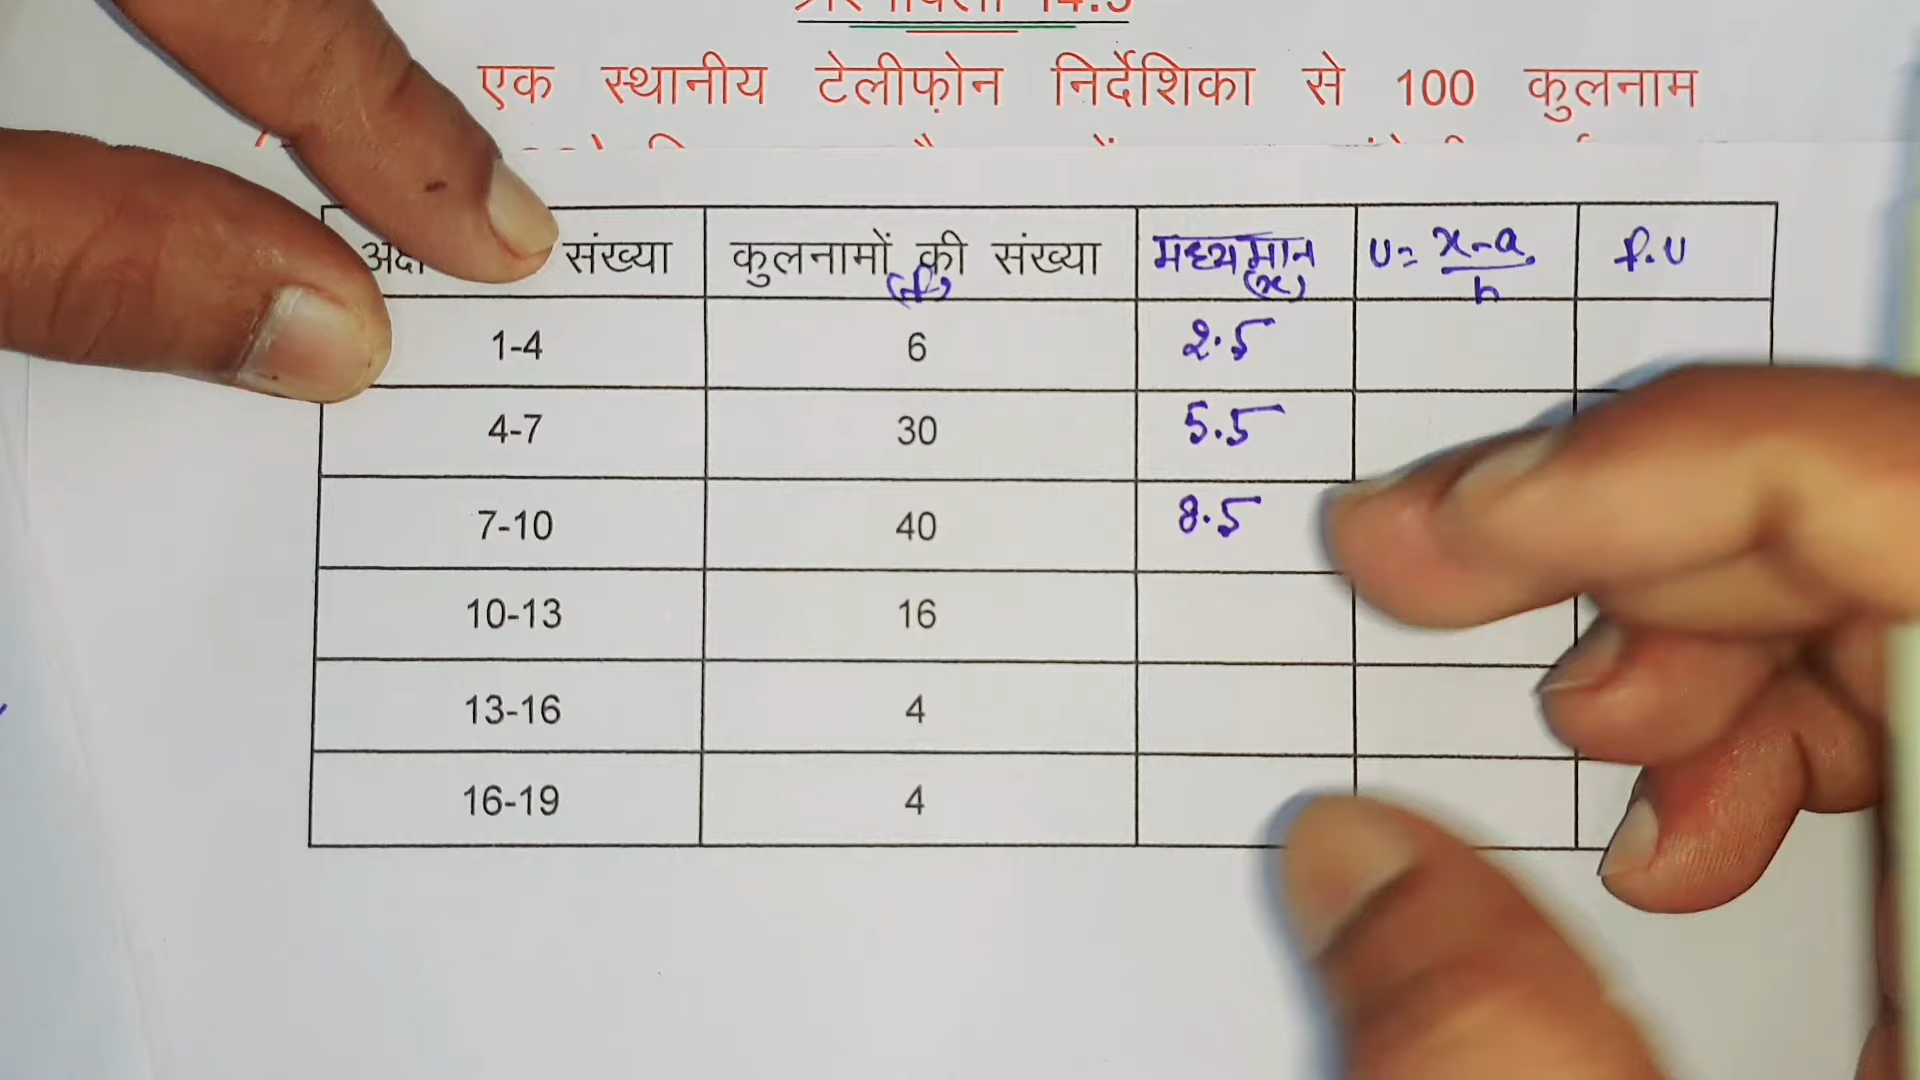 एक स्थानीय टेलीफ़ोन निर्देशिका से 100 कुलनाम
संख्या कुलनामों की संख्या मध्यमान U= x-a f.U
(f) (x) h
1-4 6 2.5
4-7 30 5.5
7-10 40 8.5
10-13 16
13-16 4
16-19 4